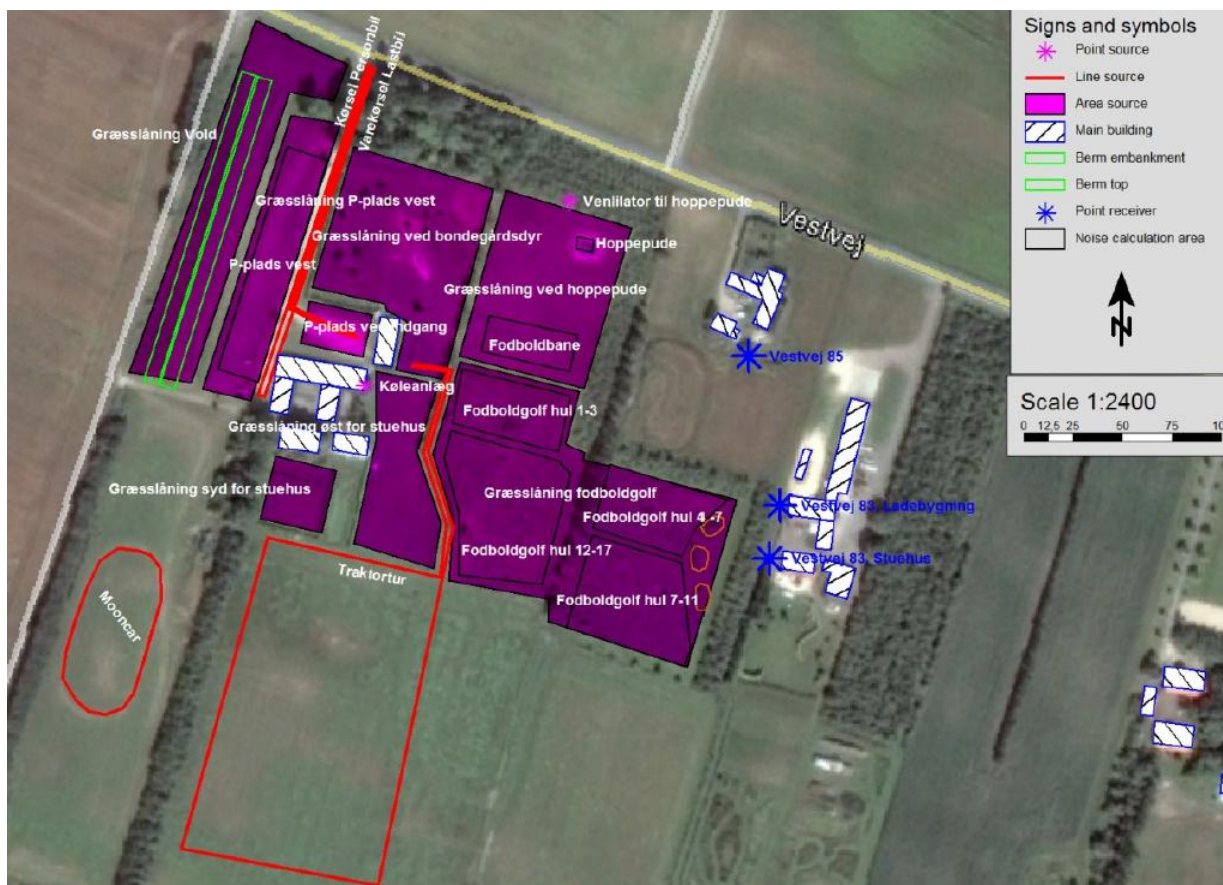 Signs and symbols
Point source
Line source
Area source
Main building
Berm embankment
Berm top
Point receiver
Noise calculation area
N
Scale 1:2400
0 12,5 25 50 75 10
Kørsel Personbil
Varekørsel Lastbil
Græsslåning Vold
Græsslåning P-plads vest
Venlilator til hoppepude
Vestvej
Græsslåning ved bondegårdsdyr
Hoppepude
P-plads vest
Græsslåning ved hoppepude
P-plads ved indgang
Fodboldbane
Vestvej 85
Køleanlæg
Fodboldgolf hul 1-3
Græsslåning øst for stuehus
Græsslåning syd for stuehus
Græsslåning fodboldgolf
Fodboldgolf hul 4 -7
Vestvej 83, Ladebygning
Fodboldgolf hul 12-17
Vestvej 83, Stuehus
Traktortur
Fodboldgolf hul 7-11
Mooncar